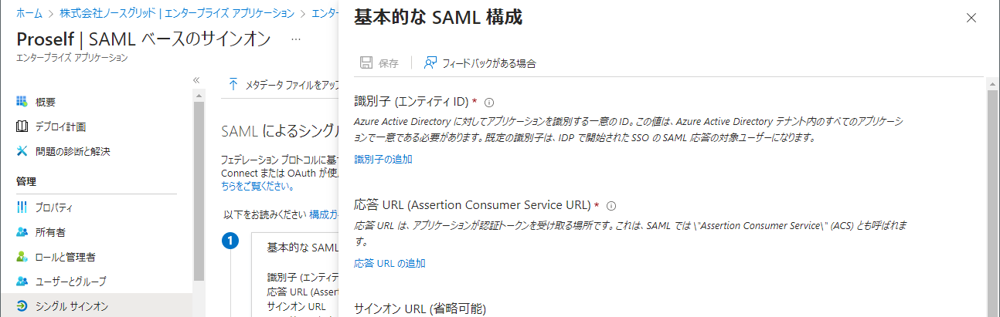 ホーム > 株式会社ノースグリッド | エンタープライズ アプリケーション > エンタ
Proself | SAML ベースのサインオン ...
エンタープライズ アプリケーション
«
概要
デプロイ計画
問題の診断と解決
管理
プロパティ
所有者
ロールと管理者
ユーザーとグループ
シングル サインオン
メタデータ ファイルをアップ
SAML によるシングル
フェデレーション プロトコルに基
Connect または OAuth が使
ちらをご覧ください。
以下をお読みください 構成ガ
1
基本的な SAML
識別子 (エンティテ
応答 URL (Assert
サインオン URL
基本的な SAML 構成
保存 | フィードバックがある場合
識別子 (エンティティ ID) *
Azure Active Directory に対してアプリケーションを識別する一意の ID。この値は、Azure Active Directory テナント内のすべてのアプリケーシ
ョンで一意である必要があります。既定の識別子は、IDP で開始された SSO の SAML 応答の対象ユーザーになります。
識別子の追加
応答 URL (Assertion Consumer Service URL) *
応答 URL は、アプリケーションが認証トークンを受け取る場所です。これは、SAML では \"Assertion Consumer Service\" (ACS) とも呼ばれま
す。
応答 URL の追加
サインオン URL (省略可能)